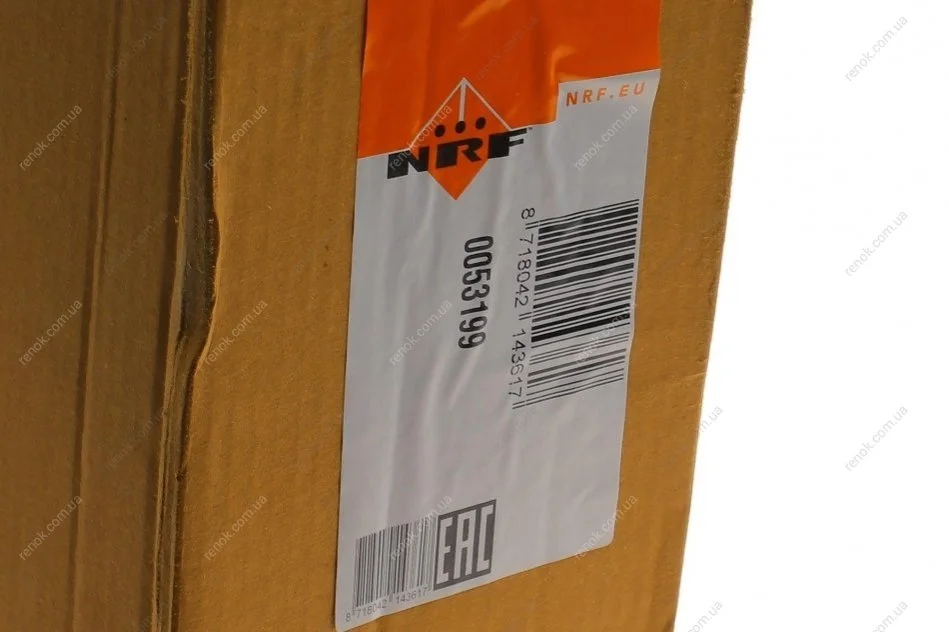 NRF.EU
NRF
0053199
8 718042 143617
8 718042 143617
EAC
renok.com.ua